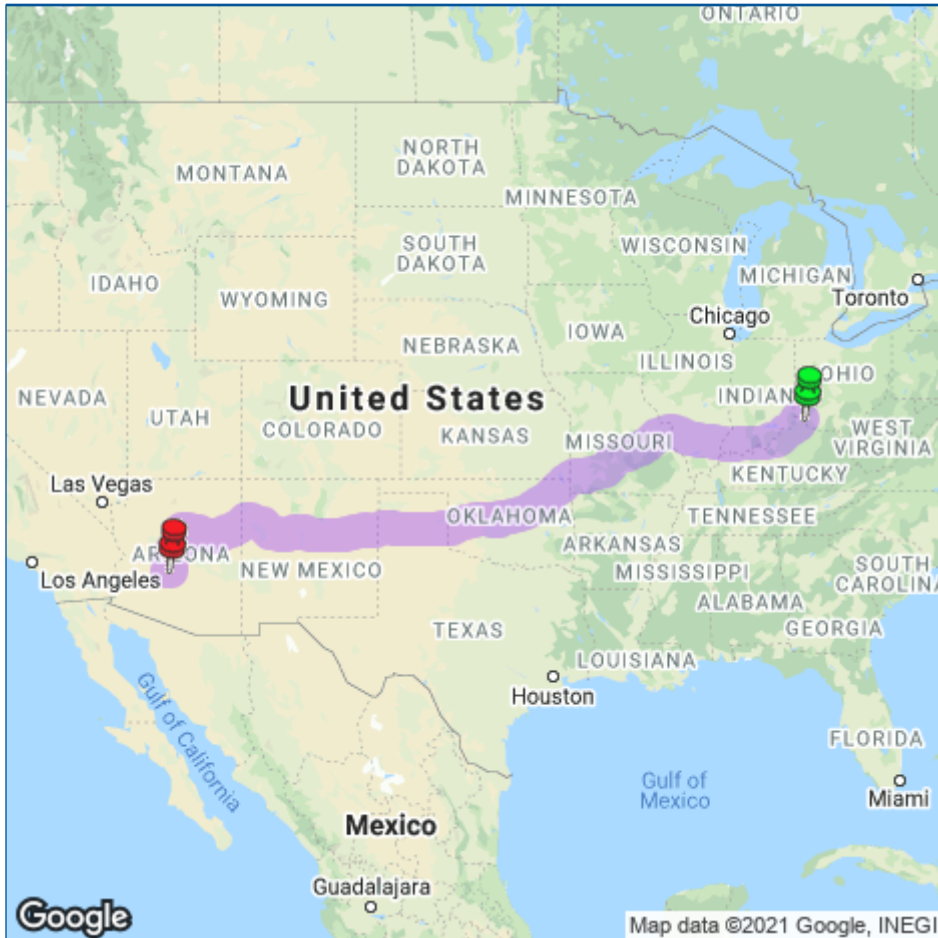 ONTARIO
NORTH
DAKOTA
MONTANA
MINNESOTA
SOUTH
DAKOTA
WISCONSIN
MICHIGAN
IDAHO
WYOMING
Toronto
Chicago
IOWA
NEBRASKA
ILLINOIS
OHIO
NEVADA
United States
INDIAN
UTAH
COLORADO
KANSAS
MISSOURI
WEST
VIRGINIA
KENTUCKY
Las Vegas
OKLAHOMA
TENNESSEE
ARKANSAS
ARIZONA
Los Angeles
NEW MEXICO
MISSISSIPPI
SOUTH
CAROLINA
ALABAMA
TEXAS
GEORGIA
LOUISIANA
Houston
Gulf of California
FLORIDA
Gulf of
Mexico
Miami
Mexico
Guadalajara
Google
Map data ©2021 Google, INEGI